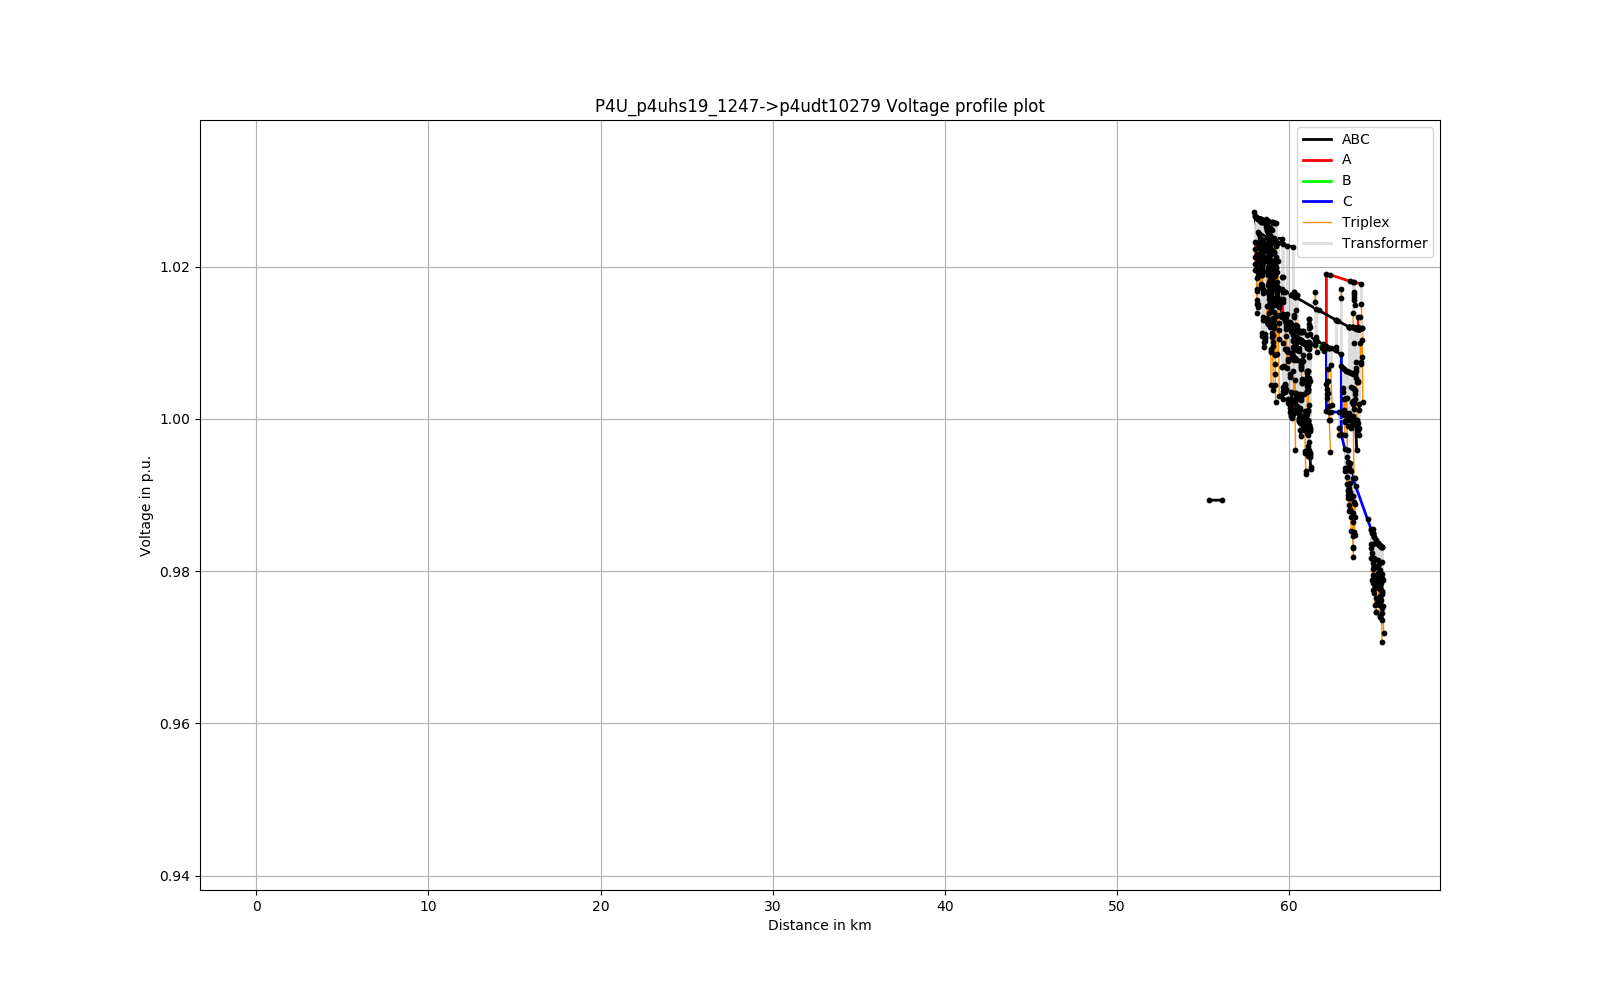 P4U_p4uhs19_1247->p4udt10279 Voltage profile plot
ABC
A
B
C
Triplex
Transformer
1.02
1.00
0.98
0.96
0.94
Voltage in p.u.
0
10
20
30
40
50
60
Distance in km